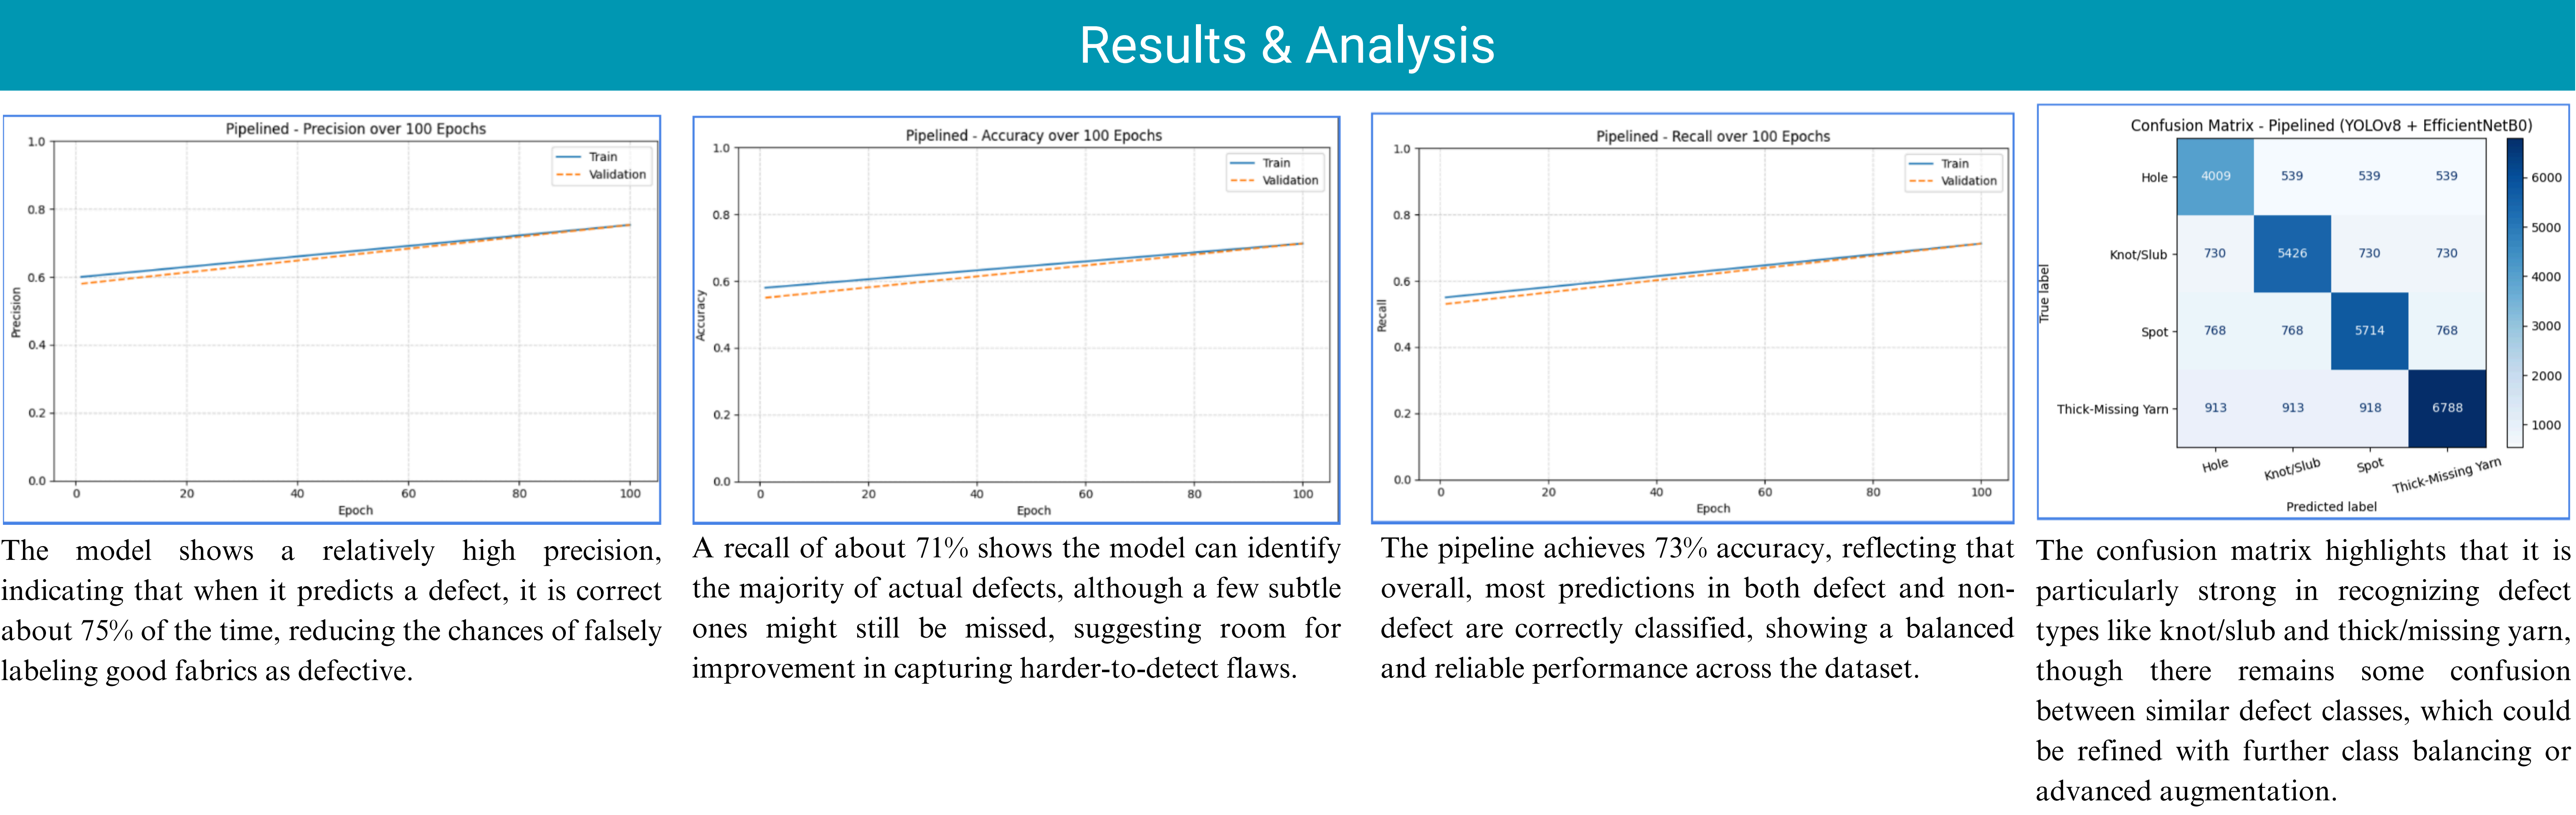 Results & Analysis
Pipelined - Precision over 100 Epochs
1.0
0.8
0.6
0.4
0.2
0.0
Precision
Train
Validation
0 20 40 60 80 100
Epoch
The model shows a relatively high precision,
indicating that when it predicts a defect, it is correct
about 75% of the time, reducing the chances of falsely
labeling good fabrics as defective.
Pipelined - Accuracy over 100 Epochs
1.0
0.8
0.6
0.4
0.2
0.0
Accuracy
Train
Validation
0 20 40 60 80 100
Epoch
A recall of about 71% shows the model can identify
the majority of actual defects, although a few subtle
ones might still be missed, suggesting room for
improvement in capturing harder-to-detect flaws.
Pipelined - Recall over 100 Epochs
1.0
0.8
0.6
0.4
0.2
0.0
Recall
Train
Validation
0 20 40 60 80 100
Epoch
The pipeline achieves 73% accuracy, reflecting that
overall, most predictions in both defect and non-
defect are correctly classified, showing a balanced
and reliable performance across the dataset.
Confusion Matrix - Pipelined (YOLOv8 + EfficientNetB0)
True label
Hole 4009 539 539 539
Knot/Slub 730 5426 730 730
Spot 768 768 5714 768
Thick-Missing Yarn 913 913 918 6788
Hole Knot/Slub Spot Thick-Missing Yarn
Predicted label
6000
5000
4000
3000
2000
1000
The confusion matrix highlights that it is
particularly strong in recognizing defect
types like knot/slub and thick/missing yarn,
though there remains some confusion
between similar defect classes, which could
be refined with further class balancing or
advanced augmentation.